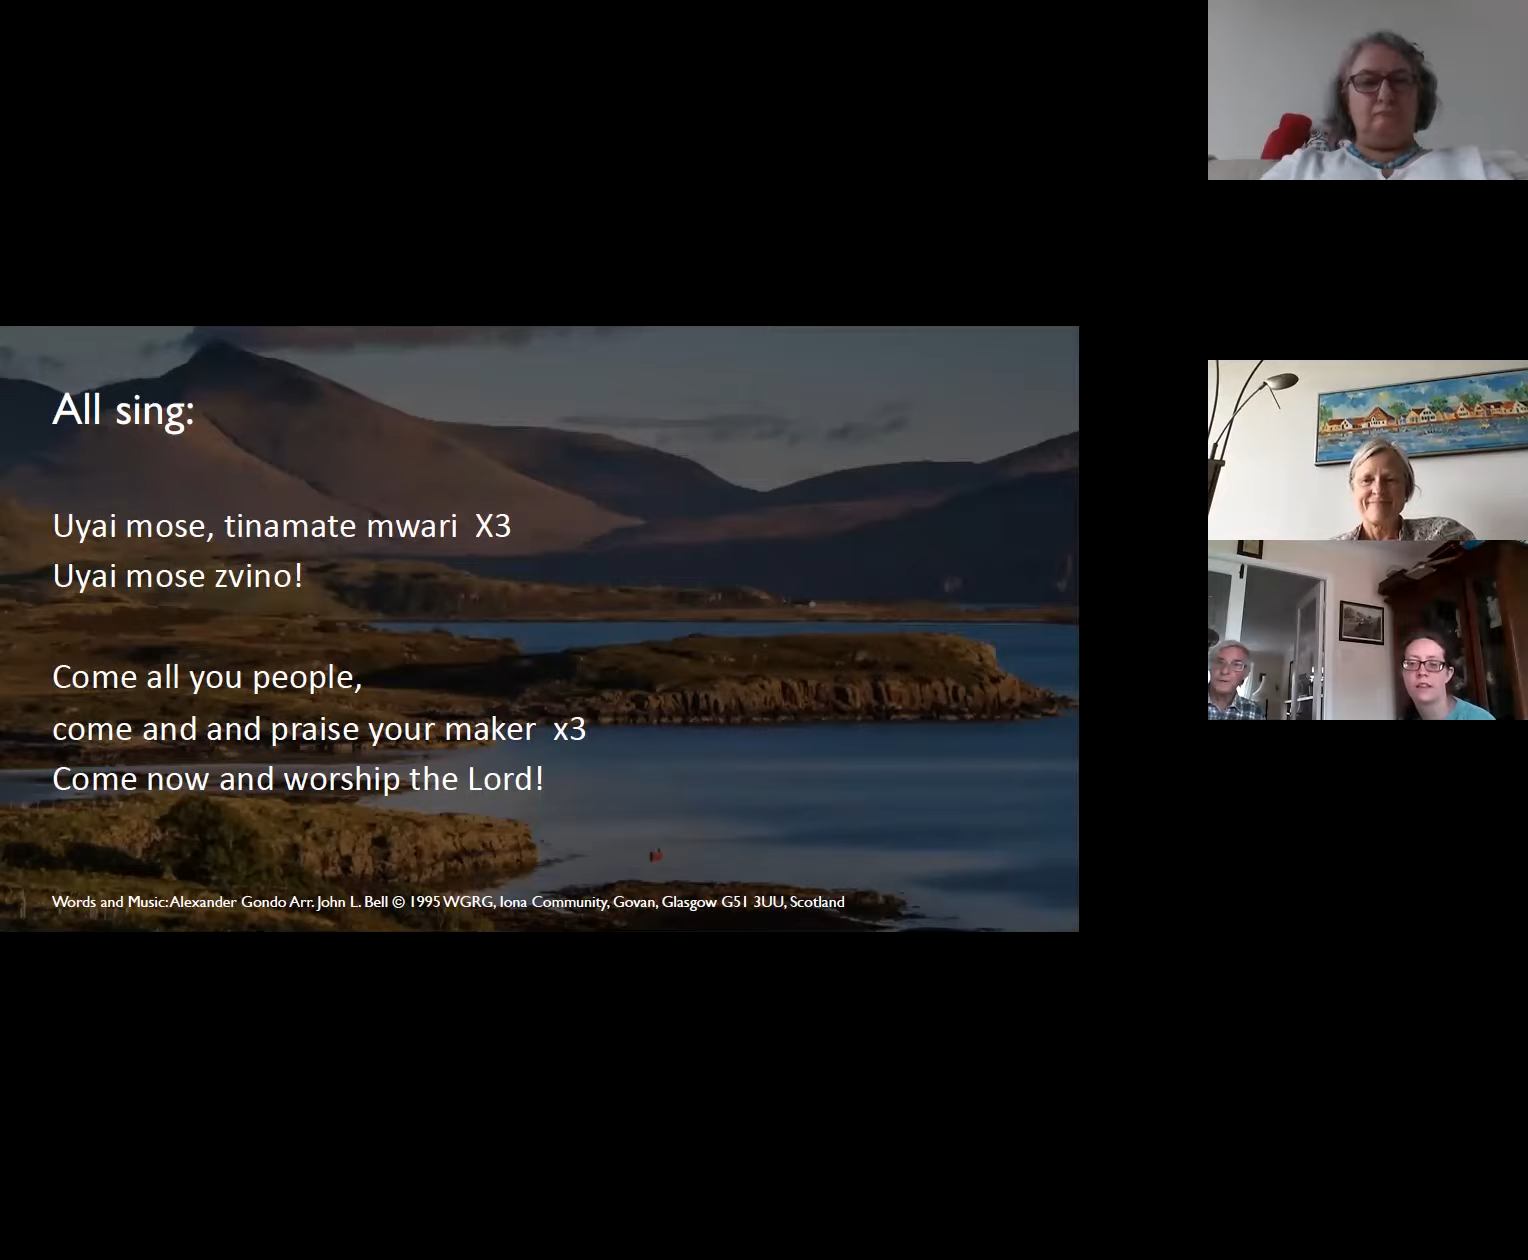 All sing:
Uyai mose, tinamate mwari  X3
Uyai mose zvino!
Come all you people,
come and and praise your maker  x3
Come now and worship the Lord!
Words and Music: Alexander Gondo Arr. John L. Bell © 1995 WGRG, Iona Community, Govan, Glasgow G51 3UU, Scotland